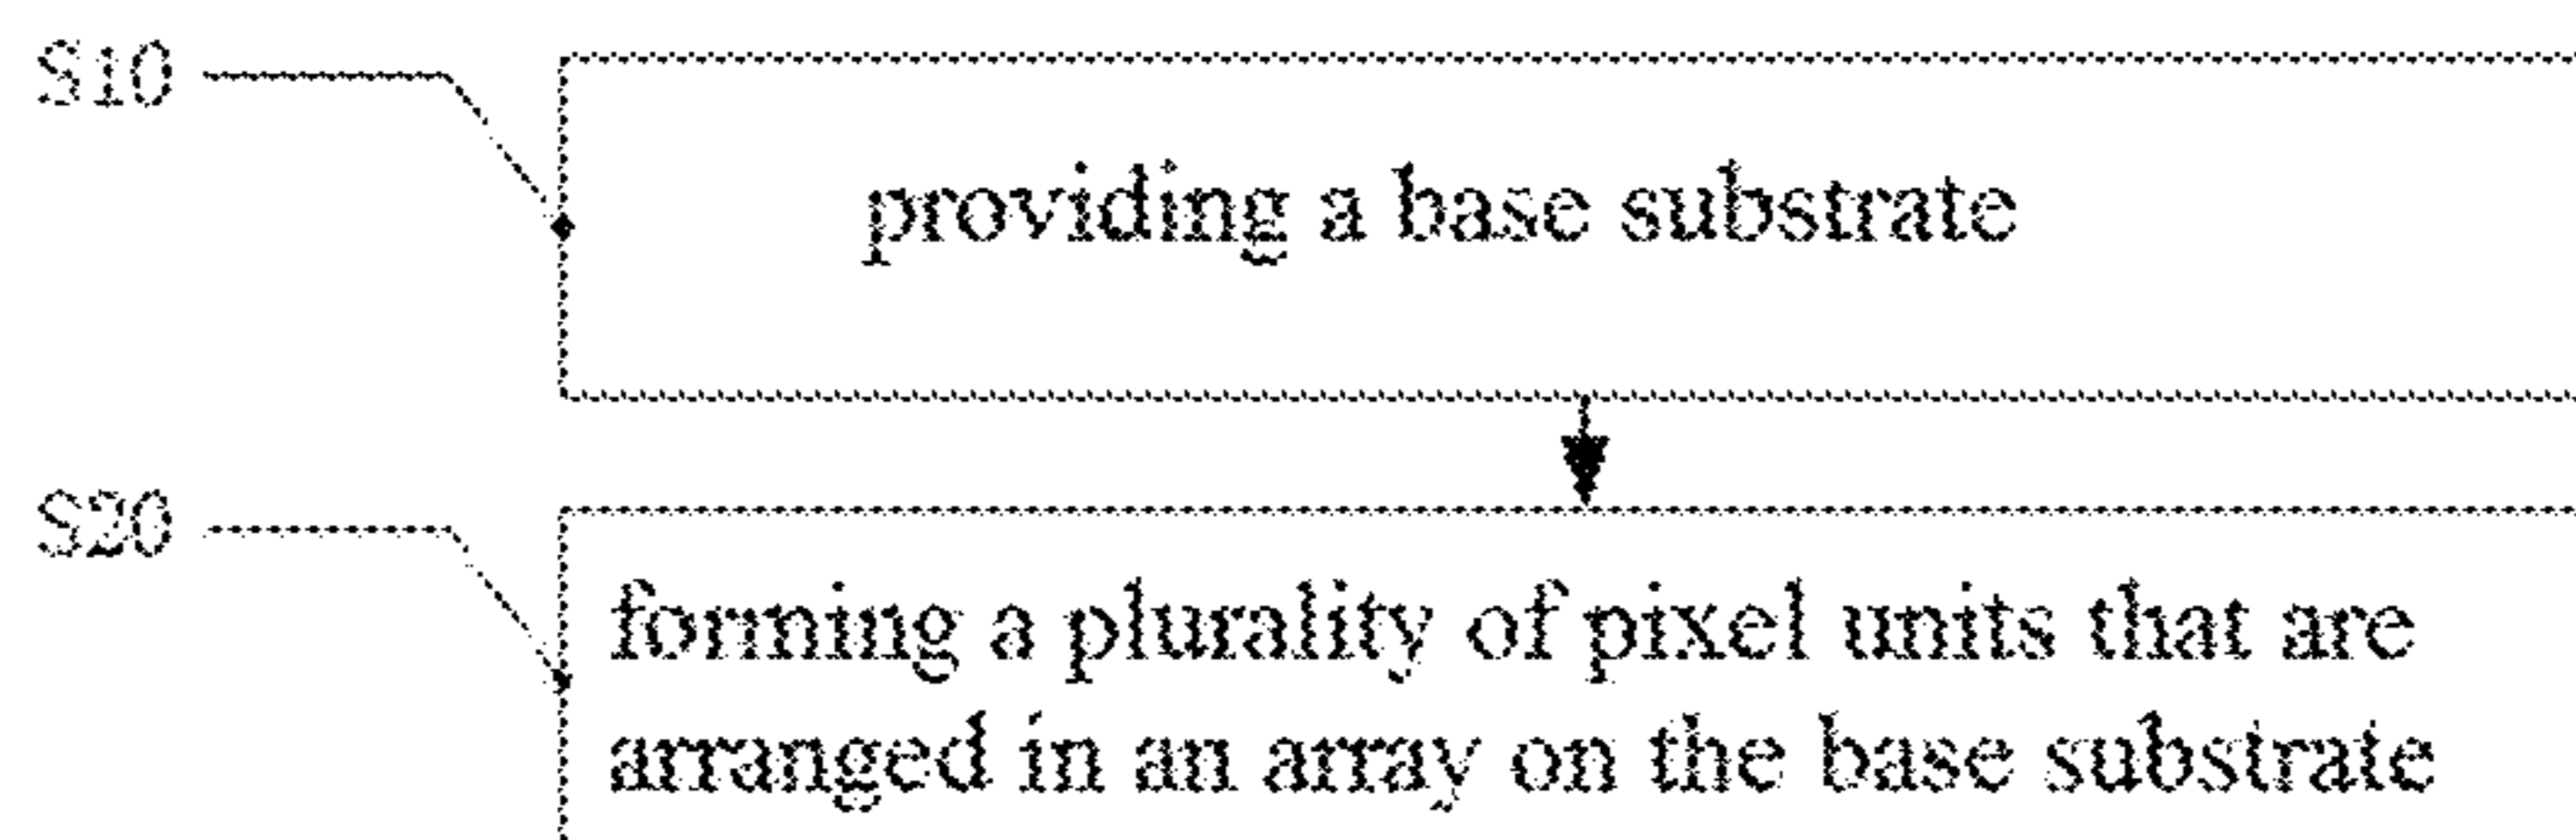 S10
providing a base substrate
S20
forming a plurality of pixel units that are
arranged in an array on the base substrate